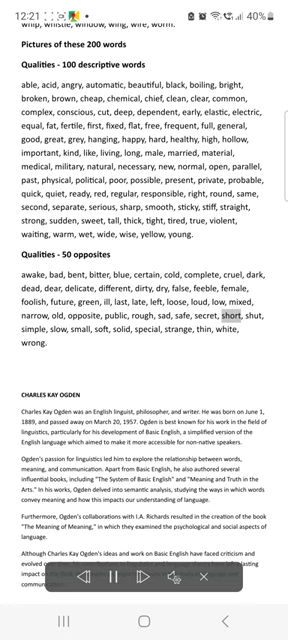 12:21
40%
whip, whistle, window, wing, wire, worm.
Pictures of these 200 words
Qualities - 100 descriptive words
able, acid, angry, automatic, beautiful, black, boiling, bright,
broken, brown, cheap, chemical, chief, clean, clear, common,
complex, conscious, cut, deep, dependent, early, elastic, electric,
equal, fat, fertile, first, fixed, flat, free, frequent, full, general,
good, great, grey, hanging, happy, hard, healthy, high, hollow,
important, kind, like, living, long, male, married, material,
medical, military, natural, necessary, new, normal, open, parallel,
past, physical, political, poor, possible, present, private, probable,
quick, quiet, ready, red, regular, responsible, right, round, same,
second, separate, serious, sharp, smooth, sticky, stiff, straight,
strong, sudden, sweet, tall, thick, tight, tired, true, violent,
waiting, warm, wet, wide, wise, yellow, young.
Qualities - 50 opposites
awake, bad, bent, bitter, blue, certain, cold, complete, cruel, dark,
dead, dear, delicate, different, dirty, dry, false, feeble, female,
foolish, future, green, ill, last, late, left, loose, loud, low, mixed,
narrow, old, opposite, public, rough, sad, safe, secret, short, shut,
simple, slow, small, soft, solid, special, strange, thin, white,
wrong.
CHARLES KAY OGDEN
Charles Kay Ogden was an English linguist, philosopher, and writer. He was born on June 1,
1889, and passed away on March 20, 1957. Ogden is best known for his work in the field of
linguistics, particularly for his development of Basic English, a simplified version of the
English language which aimed to make it more accessible for non-native speakers.
Ogden's passion for linguistics led him to explore the relationship between words,
meaning, and communication. Apart from Basic English, he also authored several
influential books, including "The System of Basic English" and "Meaning and Truth in the
Arts." In his works, Ogden delved into semantic analysis, studying the ways in which words
convey meaning and how this impacts our understanding of language.
Furthermore, Ogden's collaborations with I.A. Richards resulted in the creation of the book
"The Meaning of Meaning," in which they examined the psychological and social aspects of
language.
Although Charles Kay Ogden's ideas and work on Basic English have faced criticism and
evolved
lasting
impact